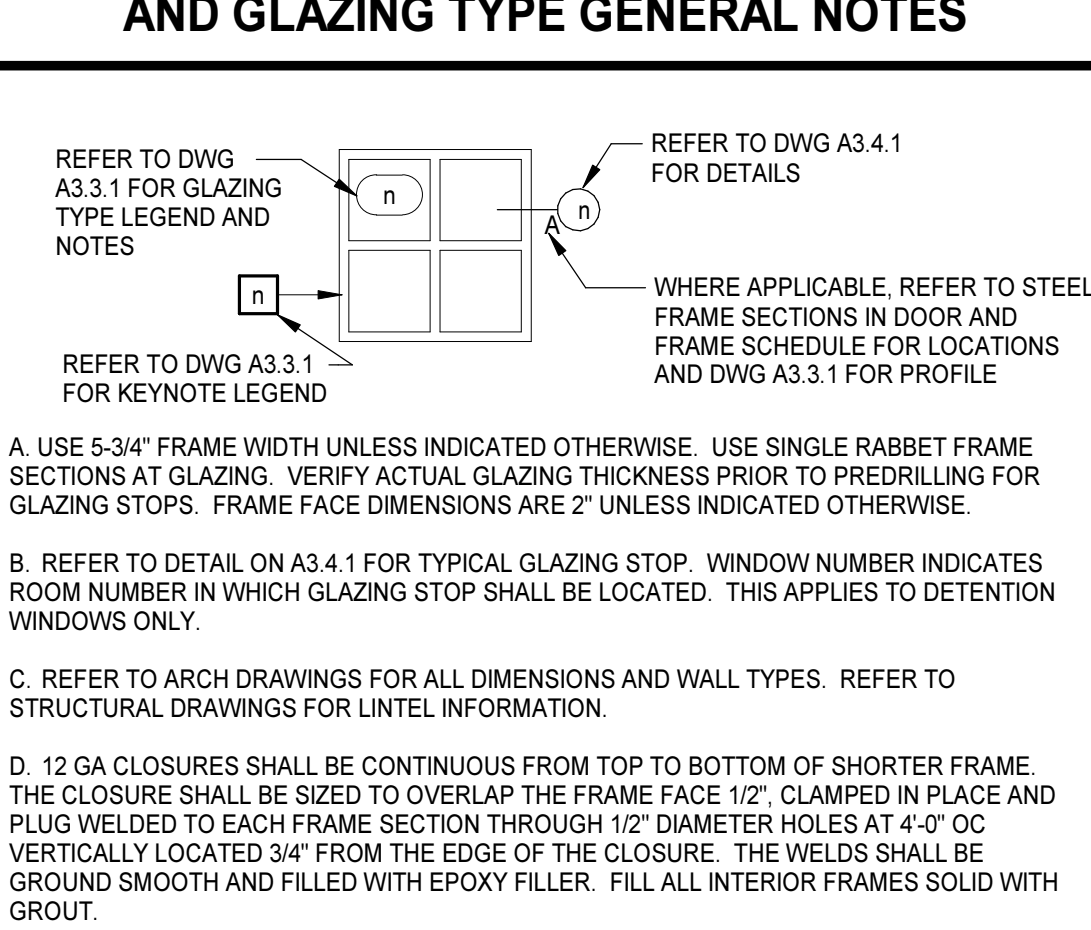 AND GLAZING TYPE GENERAL NOTES
REFER TO DWG
A3.3.1 FOR GLAZING
TYPE LEGEND AND
NOTES
n
REFER TO DWG A3.4.1
FOR DETAILS
n
A
n
WHERE APPLICABLE, REFER TO STEEL
FRAME SECTIONS IN DOOR AND
FRAME SCHEDULE FOR LOCATIONS
AND DWG A3.3.1 FOR PROFILE
REFER TO DWG A3.3.1
FOR KEYNOTE LEGEND
A. USE 5-3/4" FRAME WIDTH UNLESS INDICATED OTHERWISE.  USE SINGLE RABBET FRAME
SECTIONS AT GLAZING.  VERIFY ACTUAL GLAZING THICKNESS PRIOR TO PREDRILLING FOR
GLAZING STOPS.  FRAME FACE DIMENSIONS ARE 2" UNLESS INDICATED OTHERWISE.
B.  REFER TO DETAIL ON A3.4.1 FOR TYPICAL GLAZING STOP.  WINDOW NUMBER INDICATES
ROOM NUMBER IN WHICH GLAZING STOP SHALL BE LOCATED.  THIS APPLIES TO DETENTION
WINDOWS ONLY.
C.  REFER TO ARCH DRAWINGS FOR ALL DIMENSIONS AND WALL TYPES.  REFER TO
STRUCTURAL DRAWINGS FOR LINTEL INFORMATION.
D.  12 GA CLOSURES SHALL BE CONTINUOUS FROM TOP TO BOTTOM OF SHORTER FRAME.
THE CLOSURE SHALL BE SIZED TO OVERLAP THE FRAME FACE 1/2", CLAMPED IN PLACE AND
PLUG WELDED TO EACH FRAME SECTION THROUGH 1/2" DIAMETER HOLES AT 4'-0" OC
VERTICALLY LOCATED 3/4" FROM THE EDGE OF THE CLOSURE.  THE WELDS SHALL BE
GROUND SMOOTH AND FILLED WITH EPOXY FILLER.  FILL ALL INTERIOR FRAMES SOLID WITH
GROUT.